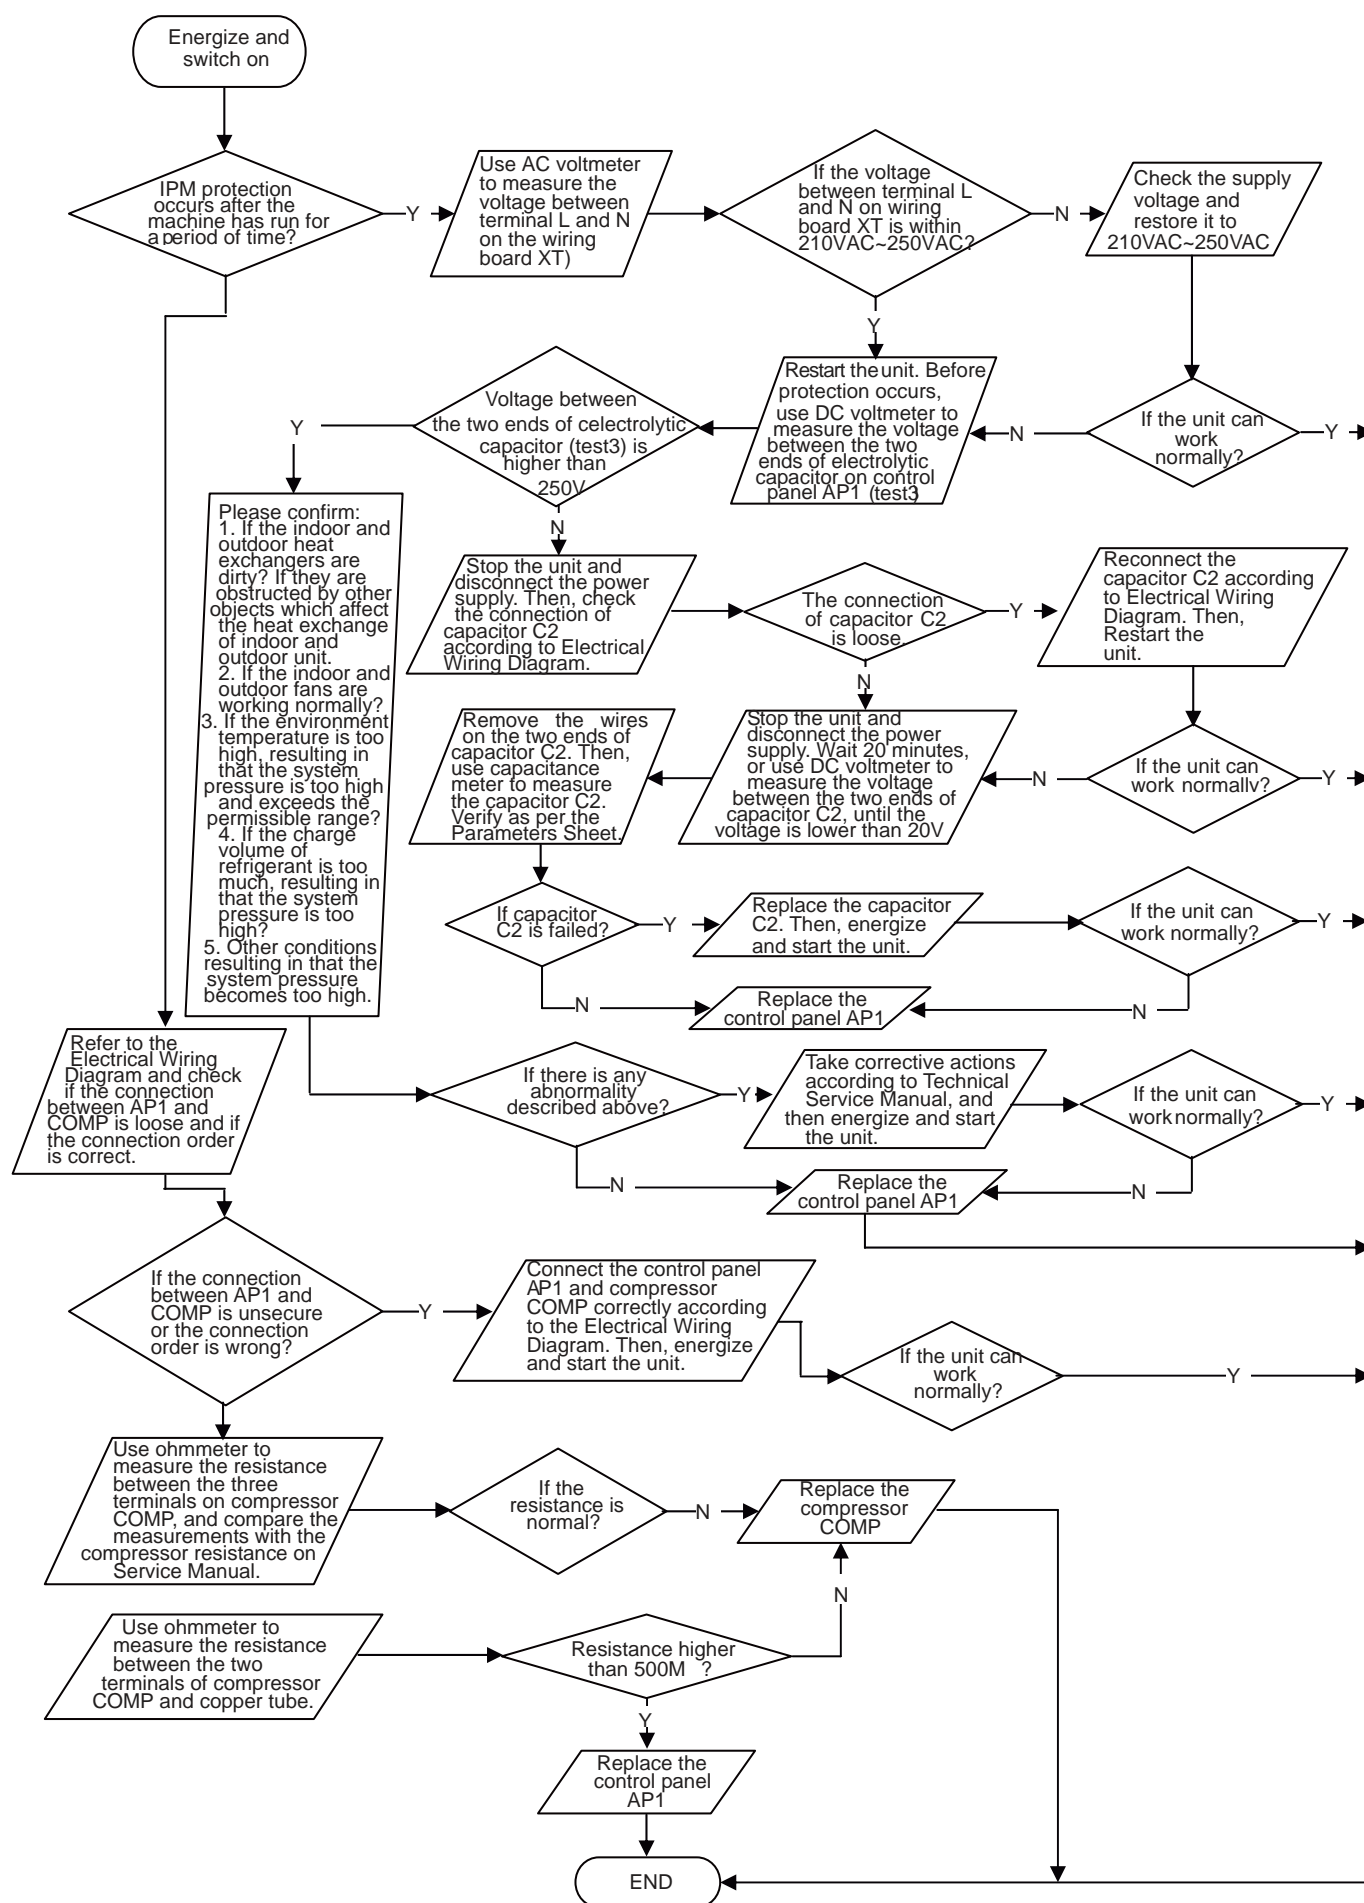 Energize and
switch on
IPM protection
occurs after the
machine has run for
a period of time?
Y
Use AC voltmeter
to measure the
voltage between
terminal L and N
on the wiring
board XT)
If the voltage
between terminal L
and N on wiring
board XT is within
210VAC~250VAC?
N
Check the supply
voltage and
restore it to
210VAC~250VAC
Y
Voltage between
the two ends of celectrolytic
capacitor (test3) is
higher than
250V
Y
Restart the unit. Before
protection occurs,
use DC voltmeter to
measure the voltage
between the two
ends of electrolytic
capacitor on control
panel AP1 (test3)
N
If the unit can
work
normally?
Y
N
Please confirm:
1. If the indoor and
outdoor heat
exchangers are
dirty? If they are
obstructed by other
objects which affect
the heat exchange
of indoor and
outdoor unit.
2. If the indoor and
outdoor fans are
working normally?
3. If the environment
temperature is too
high, resulting in
that the system
pressure is too high
and exceeds the
permissible range?
4. If the charge
volume of
refrigerant is too
much, resulting in
that the system
pressure is too
high?
5. Other conditions
resulting in that the
system pressure
becomes too high.
Stop the unit and
disconnect the power
supply. Then, check
the connection of
capacitor C2
according to Electrical
Wiring Diagram.
The connection
of capacitor C2
is loose.
Y
Reconnect the
capacitor C2 according
to Electrical Wiring
Diagram. Then,
Restart the
unit.
N
Remove the wires
on the two ends of
capacitor C2. Then,
use capacitance
meter to measure
the capacitor C2.
Verify as per the
Parameters Sheet.
Stop the unit and
disconnect the power
supply. Wait 20 minutes,
or use DC voltmeter to
measure the voltage
between the two ends of
capacitor C2, until the
voltage is lower than 20V
N
If the unit can
work normally?
Y
If capacitor
C2 is failed?
Y
Replace the capacitor
C2. Then, energize
and start the unit.
If the unit can
work normally?
Y
N
Replace the
control panel AP1
N
Refer to the
Electrical Wiring
Diagram and check
if the connection
between AP1 and
COMP is loose and if
the connection order
is correct.
If there is any
abnormality
described above?
Y
Take corrective actions
according to Technical
Service Manual, and
then energize and start
the unit.
If the unit can
work normally?
Y
N
Replace the
control panel AP1
N
If the connection
between AP1 and
COMP is unsecure
or the connection
order is wrong?
Y
Connect the control panel
AP1 and compressor
COMP correctly according
to the Electrical Wiring
Diagram. Then, energize
and start the unit.
If the unit can
work
normally?
Y
Use ohmmeter to
measure the resistance
between the three
terminals on compressor
COMP, and compare the
measurements with the
compressor resistance on
Service Manual.
If the
resistance is
normal?
N
Replace the
compressor
COMP
N
Use ohmmeter to
measure the resistance
between the two
terminals of compressor
COMP and copper tube.
Resistance higher
than 500M ?
Y
Replace the
control panel
AP1
END